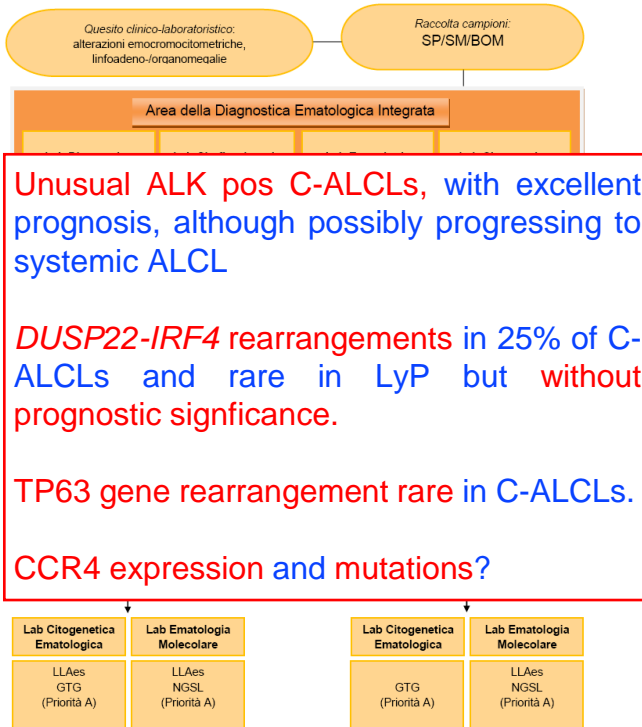 Quesito clinico-laboratoristico:
alterazioni emocromocitometriche,
linfoadeno-/organomegalie
Raccolta campioni:
SP/SM/BOM
Area della Diagnostica Ematologica Integrata
Unusual ALK pos C-ALCLs, with excellent
prognosis, although possibly progressing to
systemic ALCL
DUSP22-IRF4 rearrangements in 25% of C-
ALCLs and rare in LyP but without
prognostic signficance.
TP63 gene rearrangement rare in C-ALCLs.
CCR4 expression and mutations?
Lab Citogenetica
Ematologica
Lab Ematologia
Molecolare
LLAes
GTG
(Priorità A)
LLAes
NGSL
(Priorità A)
Lab Citogenetica
Ematologica
Lab Ematologia
Molecolare
GTG
(Priorità A)
LLAes
NGSL
(Priorità A)